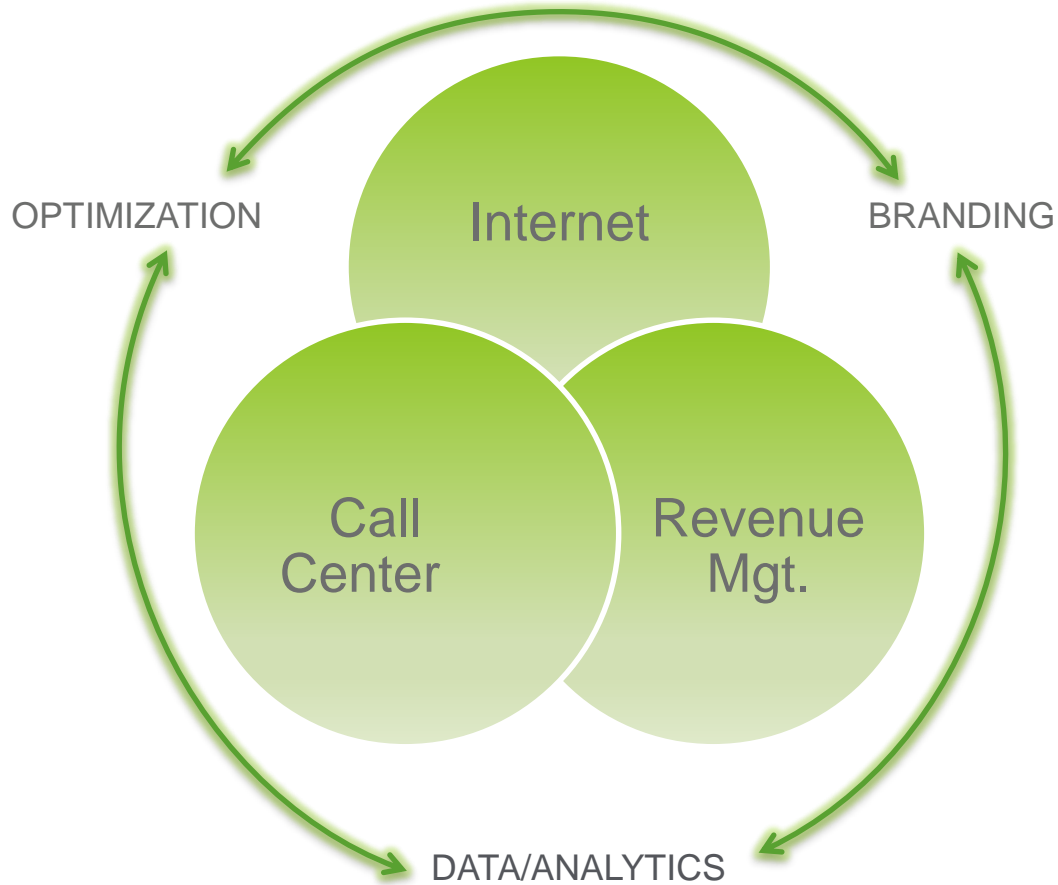 OPTIMIZATION
BRANDING
Internet
Call
Center
Revenue
Mgt.
DATA/ANALYTICS